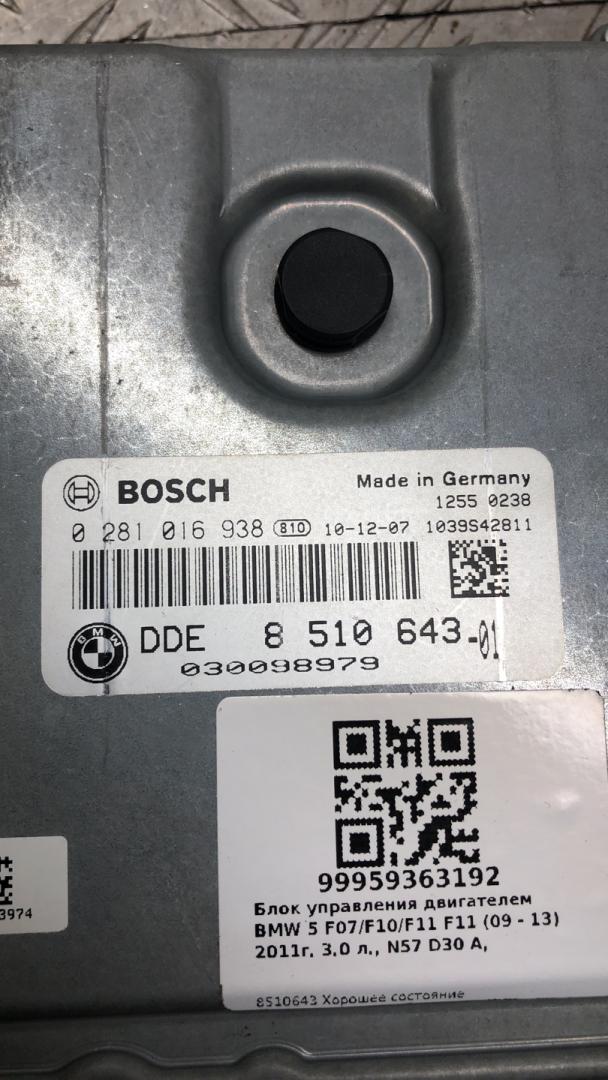 BOSCH
Made in Germany
1255 0238
0 281 016 938 810 10-12-07 1039S42811
BMW
DDE 8 510 643-01
030098979
99959363192
Блок управления двигателем
BMW 5 F07/F10/F11 F11 (09 - 13)
2011г. 3.0 л., N57 D30 A,
8510643 Хорошее состояние
3974